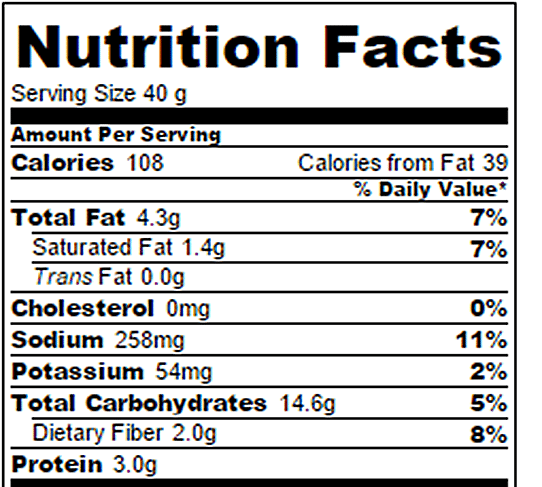 Nutrition Facts
Serving Size 40 g
Amount Per Serving
Calories 108 Calories from Fat 39
% Daily Value*
Total Fat 4.3g 7%
Saturated Fat 1.4g 7%
Trans Fat 0.0g
Cholesterol 0mg 0%
Sodium 258mg 11%
Potassium 54mg 2%
Total Carbohydrates 14.6g 5%
Dietary Fiber 2.0g 8%
Protein 3.0g